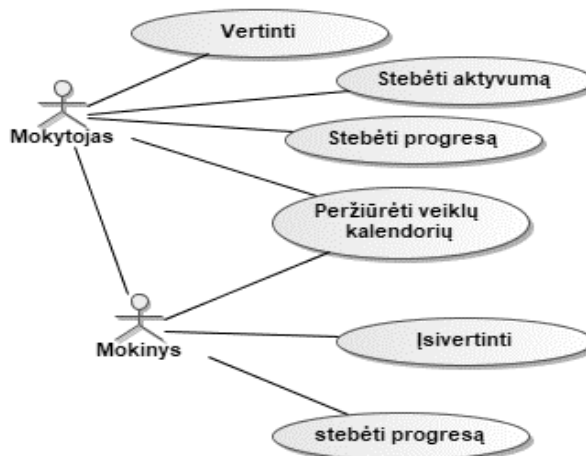 Vertinti
Stebėti aktyvumą
Mokytojas
Stebėti progresą
Peržiūrėti veiklų
kalendorių
Mokinys
Įsivertinti
stebėti progresą